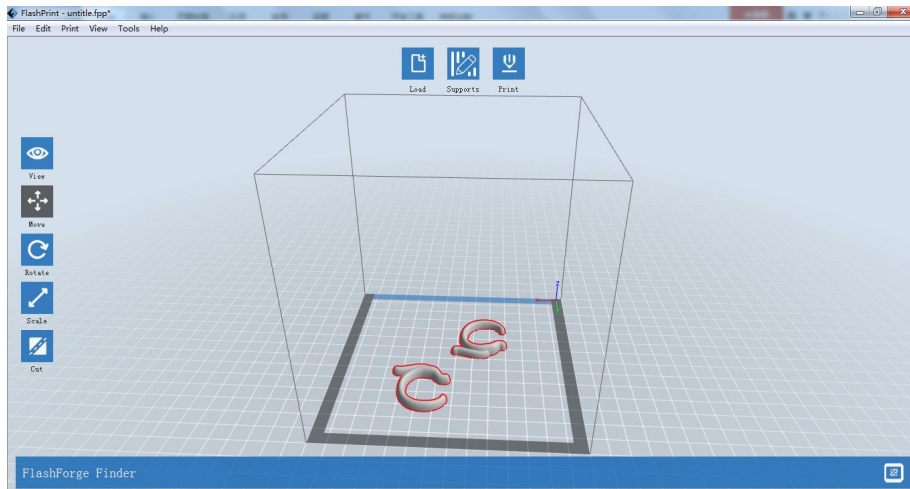 FlashPrint - untitle.fpp*
File Edit Print View Tools Help
Load Supports Print
View
Move
Rotate
Scale
Cut
Z
FlashForge Finder